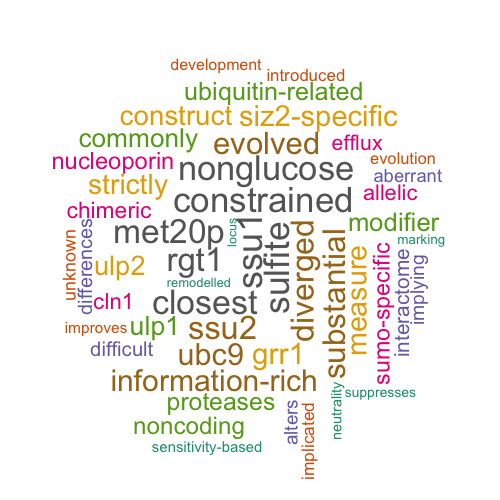 development
introduced
ubiquitin-related
construct
siz2-specific
commonly
evolved
efflux
nucleoporin
nonglucose
evolution
aberrant
strictly
constrained
allelic
chimeric
met20p
ssu1
sulfite
modifier
locus
marking
unknown
differences
ulp2
rgt1
diverged
substantial
measure
sumo-specific
interactome
implying
remodelled
cln1
closest
improves
ulp1
ssu2
difficult
ubc9
grr1
information-rich
suppresses
proteases
neutrality
noncoding
alters
implicated
sensitivity-based